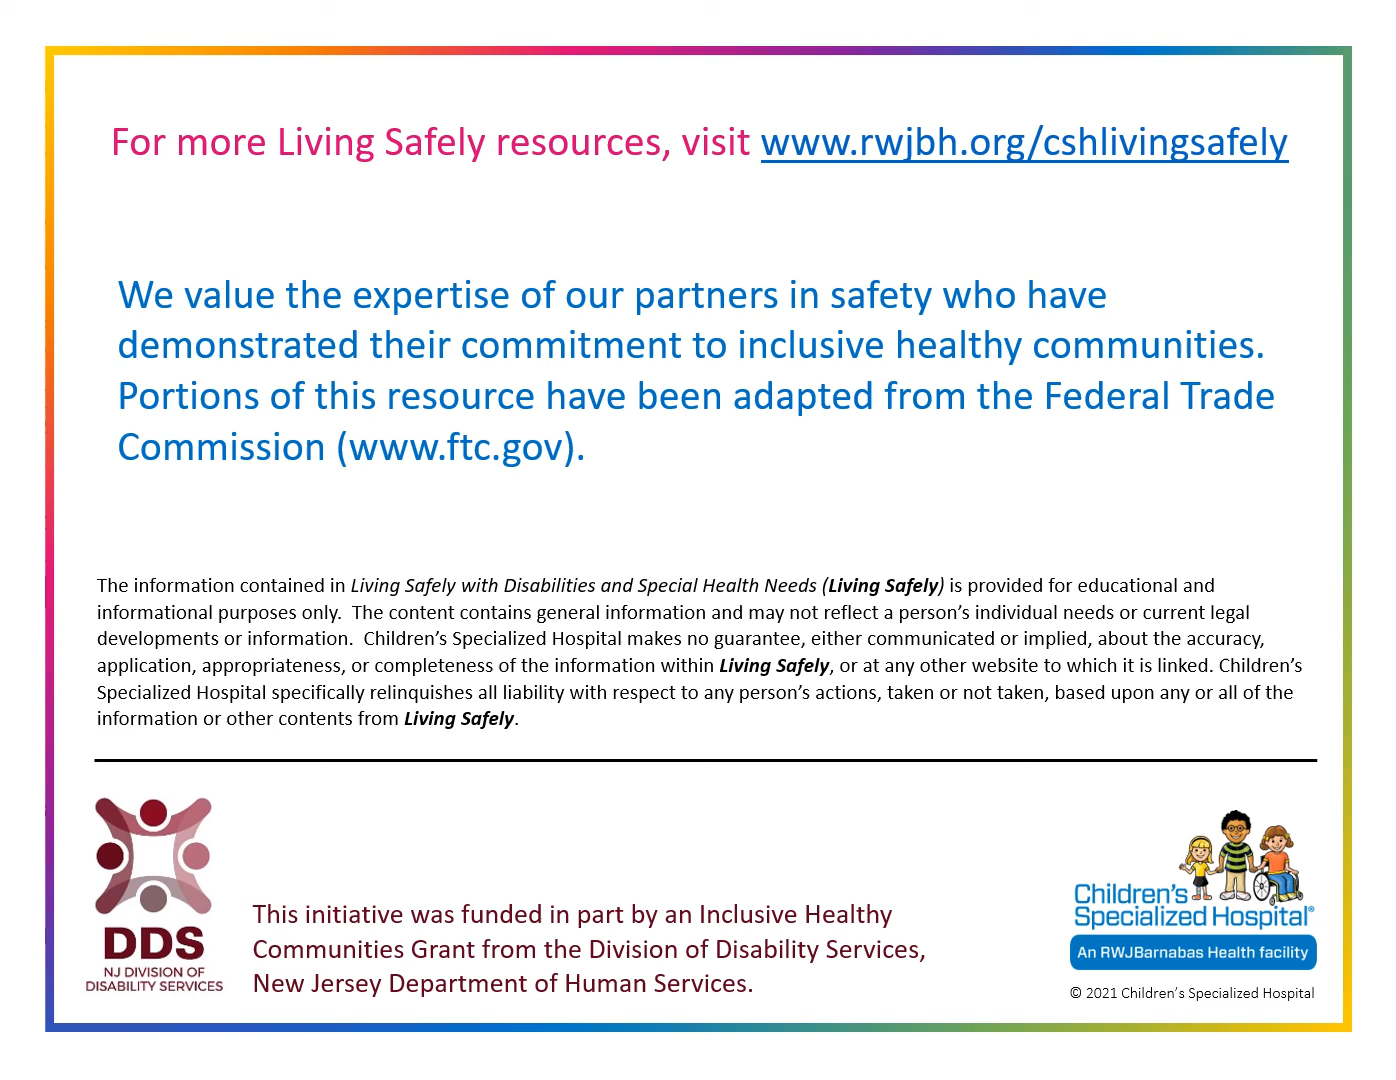 For more Living Safely resources, visit www.rwjbh.org/cshlivingsafely
We value the expertise of our partners in safety who have
demonstrated their commitment to inclusive healthy communities.
Portions of this resource have been adapted from the Federal Trade
Commission (www.ftc.gov).
The information contained in Living Safely with Disabilities and Special Health Needs (Living Safely) is provided for educational and
informational purposes only.  The content contains general information and may not reflect a person’s individual needs or current legal
developments or information.  Children’s Specialized Hospital makes no guarantee, either communicated or implied, about the accuracy,
application, appropriateness, or completeness of the information within Living Safely, or at any other website to which it is linked. Children’s
Specialized Hospital specifically relinquishes all liability with respect to any person’s actions, taken or not taken, based upon any or all of the
information or other contents from Living Safely.
DDS
NJ DIVISION OF
DISABILITY SERVICES
This initiative was funded in part by an Inclusive Healthy
Communities Grant from the Division of Disability Services,
New Jersey Department of Human Services.
Children’s
Specialized Hospital®
An RWJBarnabas Health facility
© 2021 Children’s Specialized Hospital